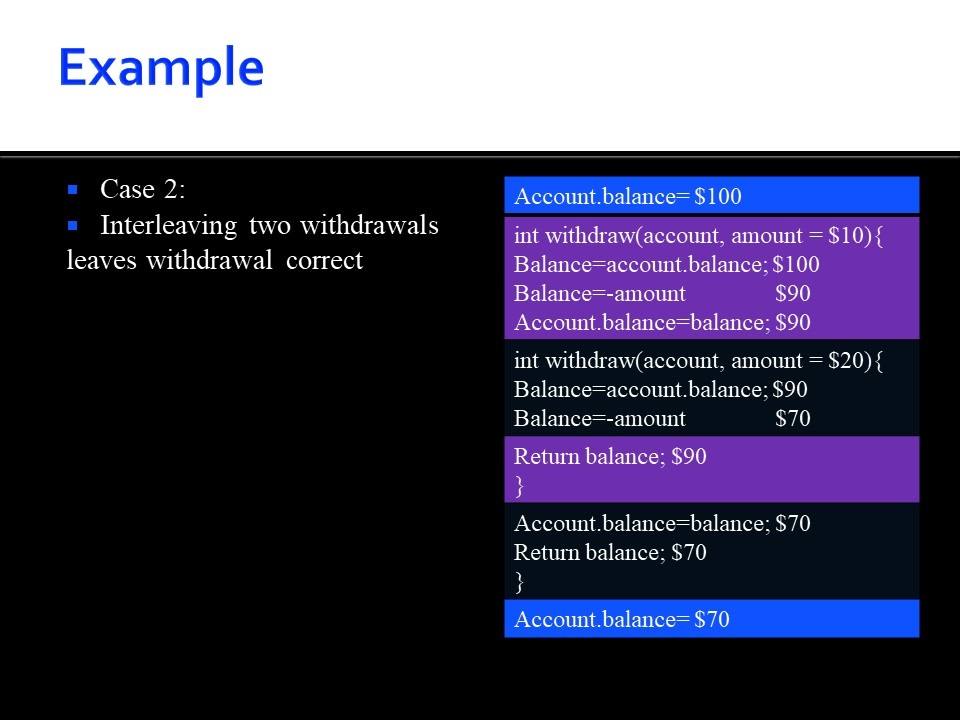 Example
Case 2:
Interleaving two withdrawals
leaves withdrawal correct
Account.balance= $100
int withdraw(account, amount = $10){
Balance=account.balance; $100
Balance=-amount $90
Account.balance=balance; $90
int withdraw(account, amount = $20){
Balance=account.balance; $90
Balance=-amount $70
Return balance; $90
}
Account.balance=balance; $70
Return balance; $70
}
Account.balance= $70